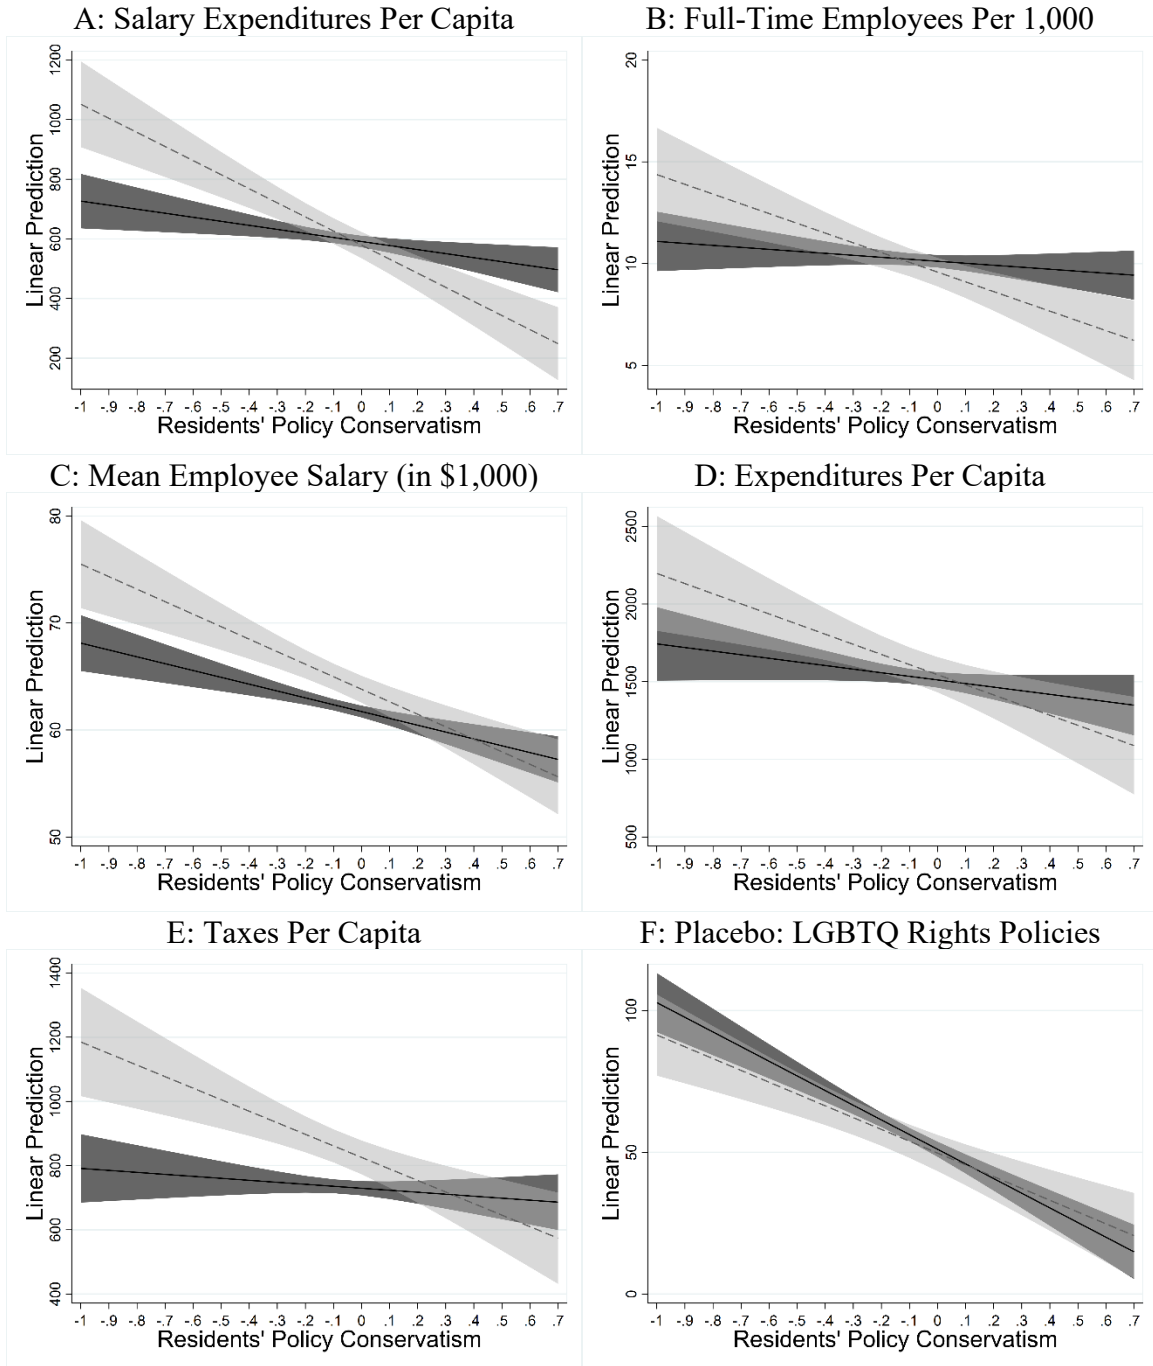 A: Salary Expenditures Per Capita
Linear Prediction
1200
1000
800
600
400
200
-1 -.9 -.8 -.7 -.6 -.5 -.4 -.3 -.2 -.1 0 .1 .2 .3 .4 .5 .6 .7
Residents' Policy Conservatism
B: Full-Time Employees Per 1,000
Linear Prediction
20
15
10
5
-1 -.9 -.8 -.7 -.6 -.5 -.4 -.3 -.2 -.1 0 .1 .2 .3 .4 .5 .6 .7
Residents' Policy Conservatism
C: Mean Employee Salary (in $1,000)
Linear Prediction
80
70
60
50
-1 -.9 -.8 -.7 -.6 -.5 -.4 -.3 -.2 -.1 0 .1 .2 .3 .4 .5 .6 .7
Residents' Policy Conservatism
D: Expenditures Per Capita
Linear Prediction
2500
2000
1500
1000
500
-1 -.9 -.8 -.7 -.6 -.5 -.4 -.3 -.2 -.1 0 .1 .2 .3 .4 .5 .6 .7
Residents' Policy Conservatism
E: Taxes Per Capita
Linear Prediction
1400
1200
1000
800
600
400
-1 -.9 -.8 -.7 -.6 -.5 -.4 -.3 -.2 -.1 0 .1 .2 .3 .4 .5 .6 .7
Residents' Policy Conservatism
F: Placebo: LGBTQ Rights Policies
Linear Prediction
100
50
0
-1 -.9 -.8 -.7 -.6 -.5 -.4 -.3 -.2 -.1 0 .1 .2 .3 .4 .5 .6 .7
Residents' Policy Conservatism